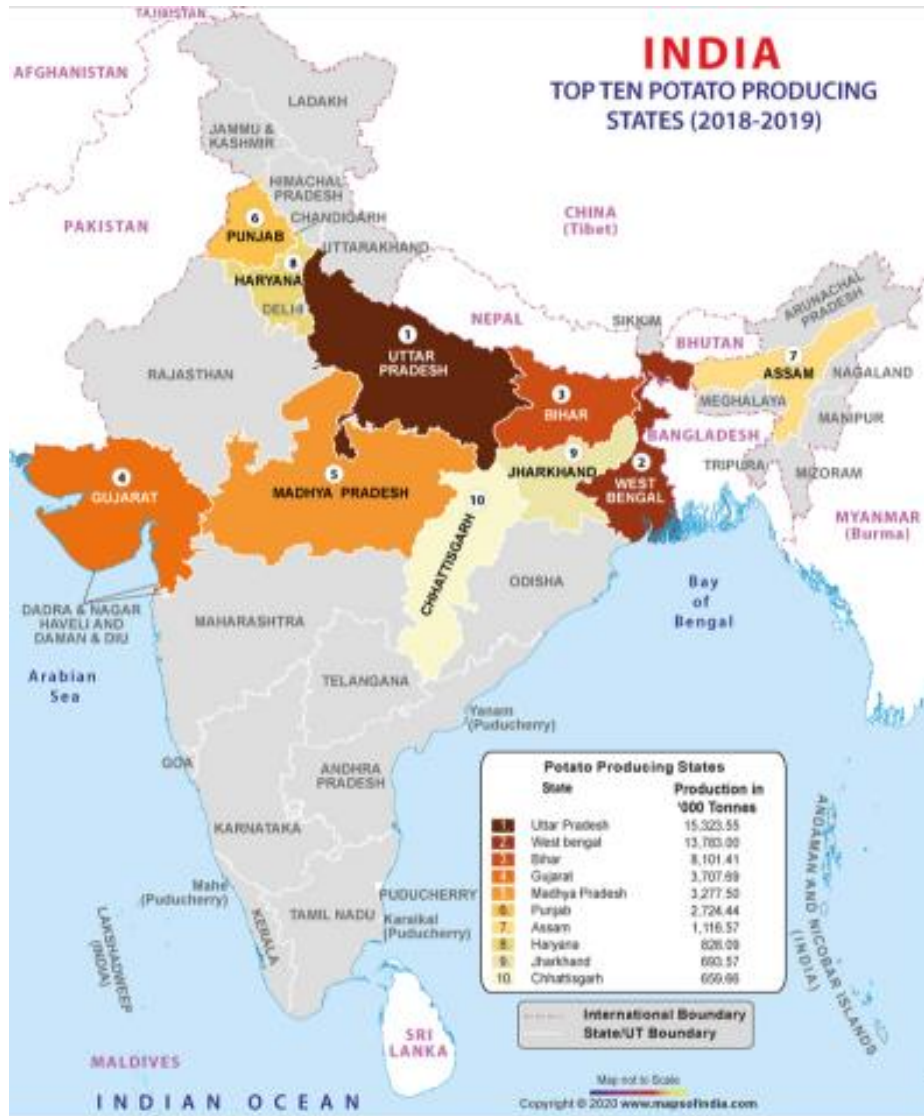 INDIA
TOP TEN POTATO PRODUCING
STATES (2018-2019)
TAJIKISTAN
AFGHANISTAN
LADAKH
JAMMU &
KASHMIR
HIMACHAL
PRADESH
CHINA
(Tibet)
PAKISTAN
6
PUNJAB
CHANDIGARH
UTTARAKHAND
8
HARYANA
DELHI
NEPAL
SIKKIM
BHUTAN
ARUNACHAL
PRADESH
1
UTTAR
PRADESH
RAJASTHAN
7
ASSAM
NAGALAND
MEGHALAYA
MANIPUR
3
BIHAR
BANGLADESH
TRIPURA
MIZORAM
9
JHARKHAND
2
WEST
BENGAL
4
GUJARAT
5
MADHYA PRADESH
10
CHHATTISGARH
MYANMAR
(Burma)
ODISHA
Bay
of
Bengal
DADRA & NAGAR
HAVELI AND
DAMAN & DIU
MAHARASHTRA
Arabian
Sea
TELANGANA
Yanam
(Puducherry)
GOA
ANDHRA
PRADESH
KARNATAKA
Mahe
(Puducherry)
PUDUCHERRY
TAMIL NADU
Karaikal
(Puducherry)
KERALA
LAKSHADWEEP
(INDIA)
ANDAMAN AND NICOBAR ISLANDS
(INDIA)
SRI
LANKA
MALDIVES
INDIAN OCEAN
Potato Producing States
State Production in
'000 Tonnes
1 Uttar Pradesh 15,323.55
2 West bengal 13,783.00
3 Bihar 8,101.41
4 Gujarat 3,707.69
5 Madhya Pradesh 3,277.50
6 Punjab 2,724.44
7 Assam 1,116.57
8 Haryana 826.09
9 Jharkhand 693.57
10 Chhattisgarh 659.66
International Boundary
State/UT Boundary
Map not to Scale
Copyright © 2020 www.mapsofindia.com